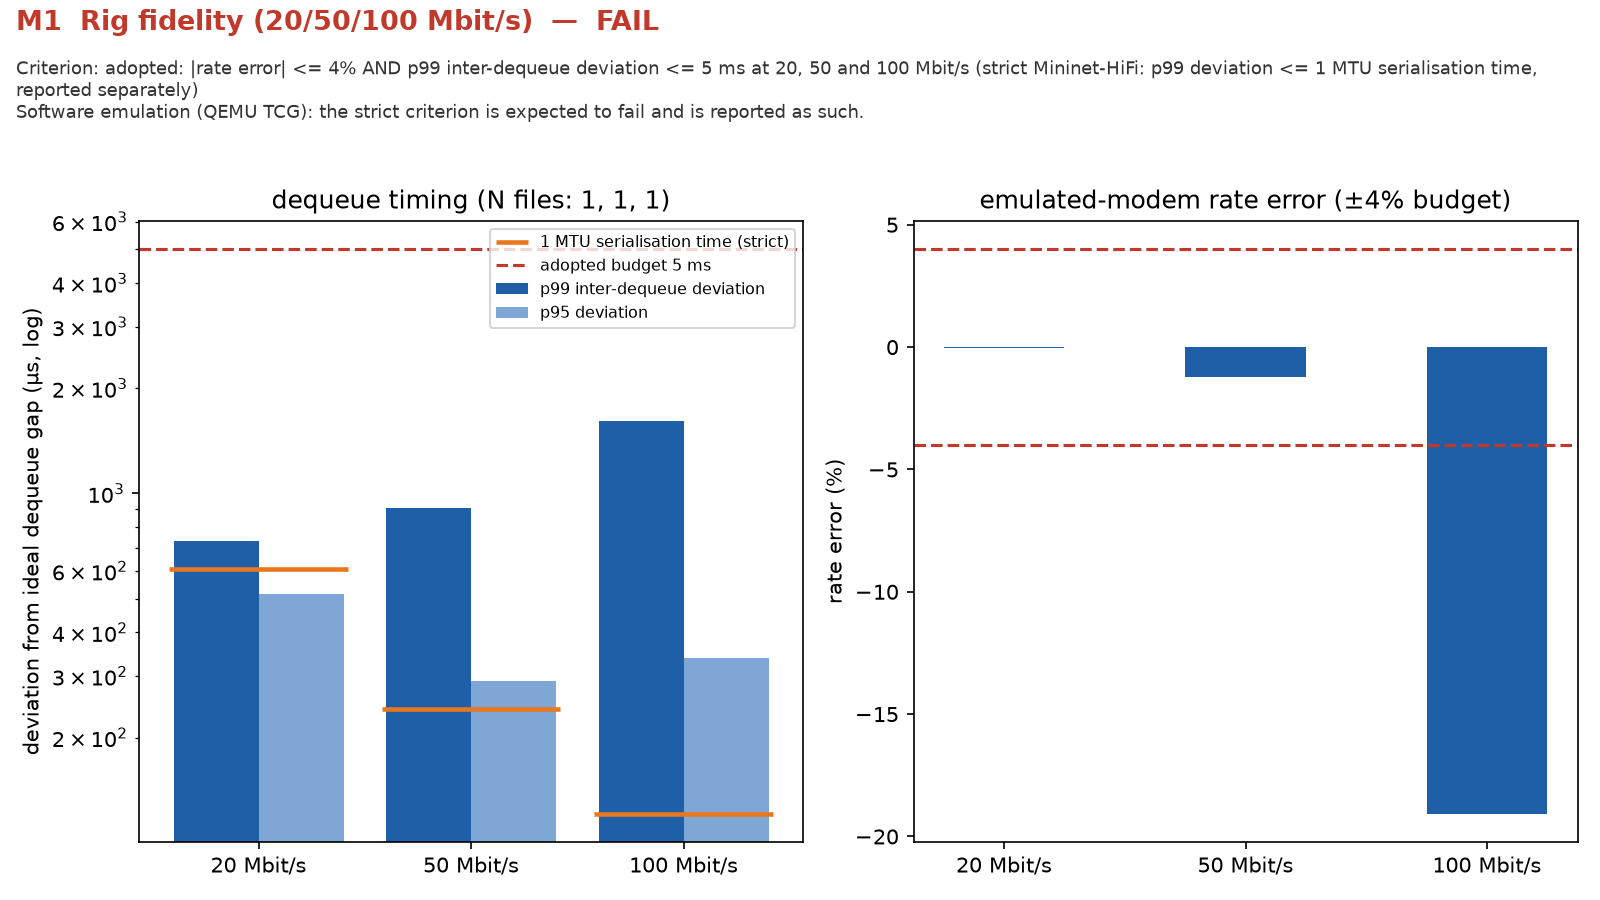 M1 Rig fidelity (20/50/100 Mbit/s) — FAIL
Criterion: adopted: |rate error| <= 4% AND p99 inter-dequeue deviation <= 5 ms at 20, 50 and 100 Mbit/s (strict Mininet-HiFi: p99 deviation <= 1 MTU serialisation time,
reported separately)
Software emulation (QEMU TCG): the strict criterion is expected to fail and is reported as such.
dequeue timing (N files: 1, 1, 1)
deviation from ideal dequeue gap (µs, log)
6 × 10³
4 × 10³
3 × 10³
2 × 10³
10³
6 × 10²
4 × 10²
3 × 10²
2 × 10²
1 MTU serialisation time (strict)
adopted budget 5 ms
p99 inter-dequeue deviation
p95 deviation
20 Mbit/s
50 Mbit/s
100 Mbit/s
emulated-modem rate error (±4% budget)
rate error (%)
5
0
−5
−10
−15
−20
20 Mbit/s
50 Mbit/s
100 Mbit/s